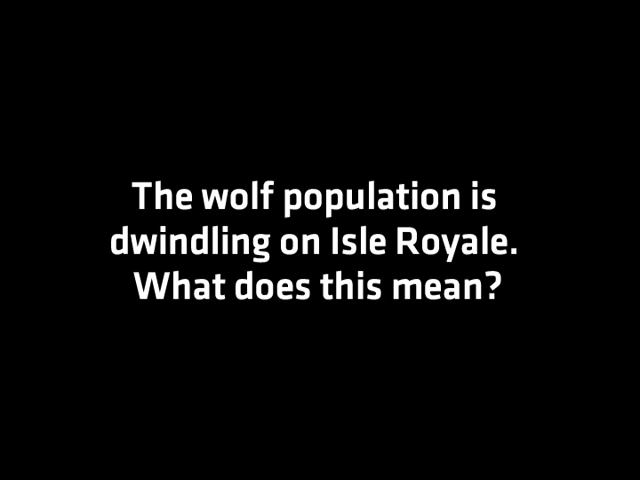 The wolf population is
dwindling on Isle Royale.
What does this mean?